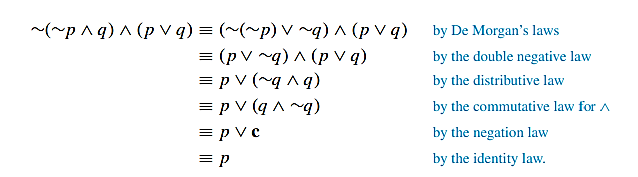 ∼(∼p ∧ q) ∧ (p ∨ q) ≡ (∼(∼p) ∨ ∼q) ∧ (p ∨ q) by De Morgan's laws
≡ (p ∨ ∼q) ∧ (p ∨ q) by the double negative law
≡ p ∨ (∼q ∧ q) by the distributive law
≡ p ∨ (q ∧ ∼q) by the commutative law for ∧
≡ p ∨ c by the negation law
≡ p by the identity law.